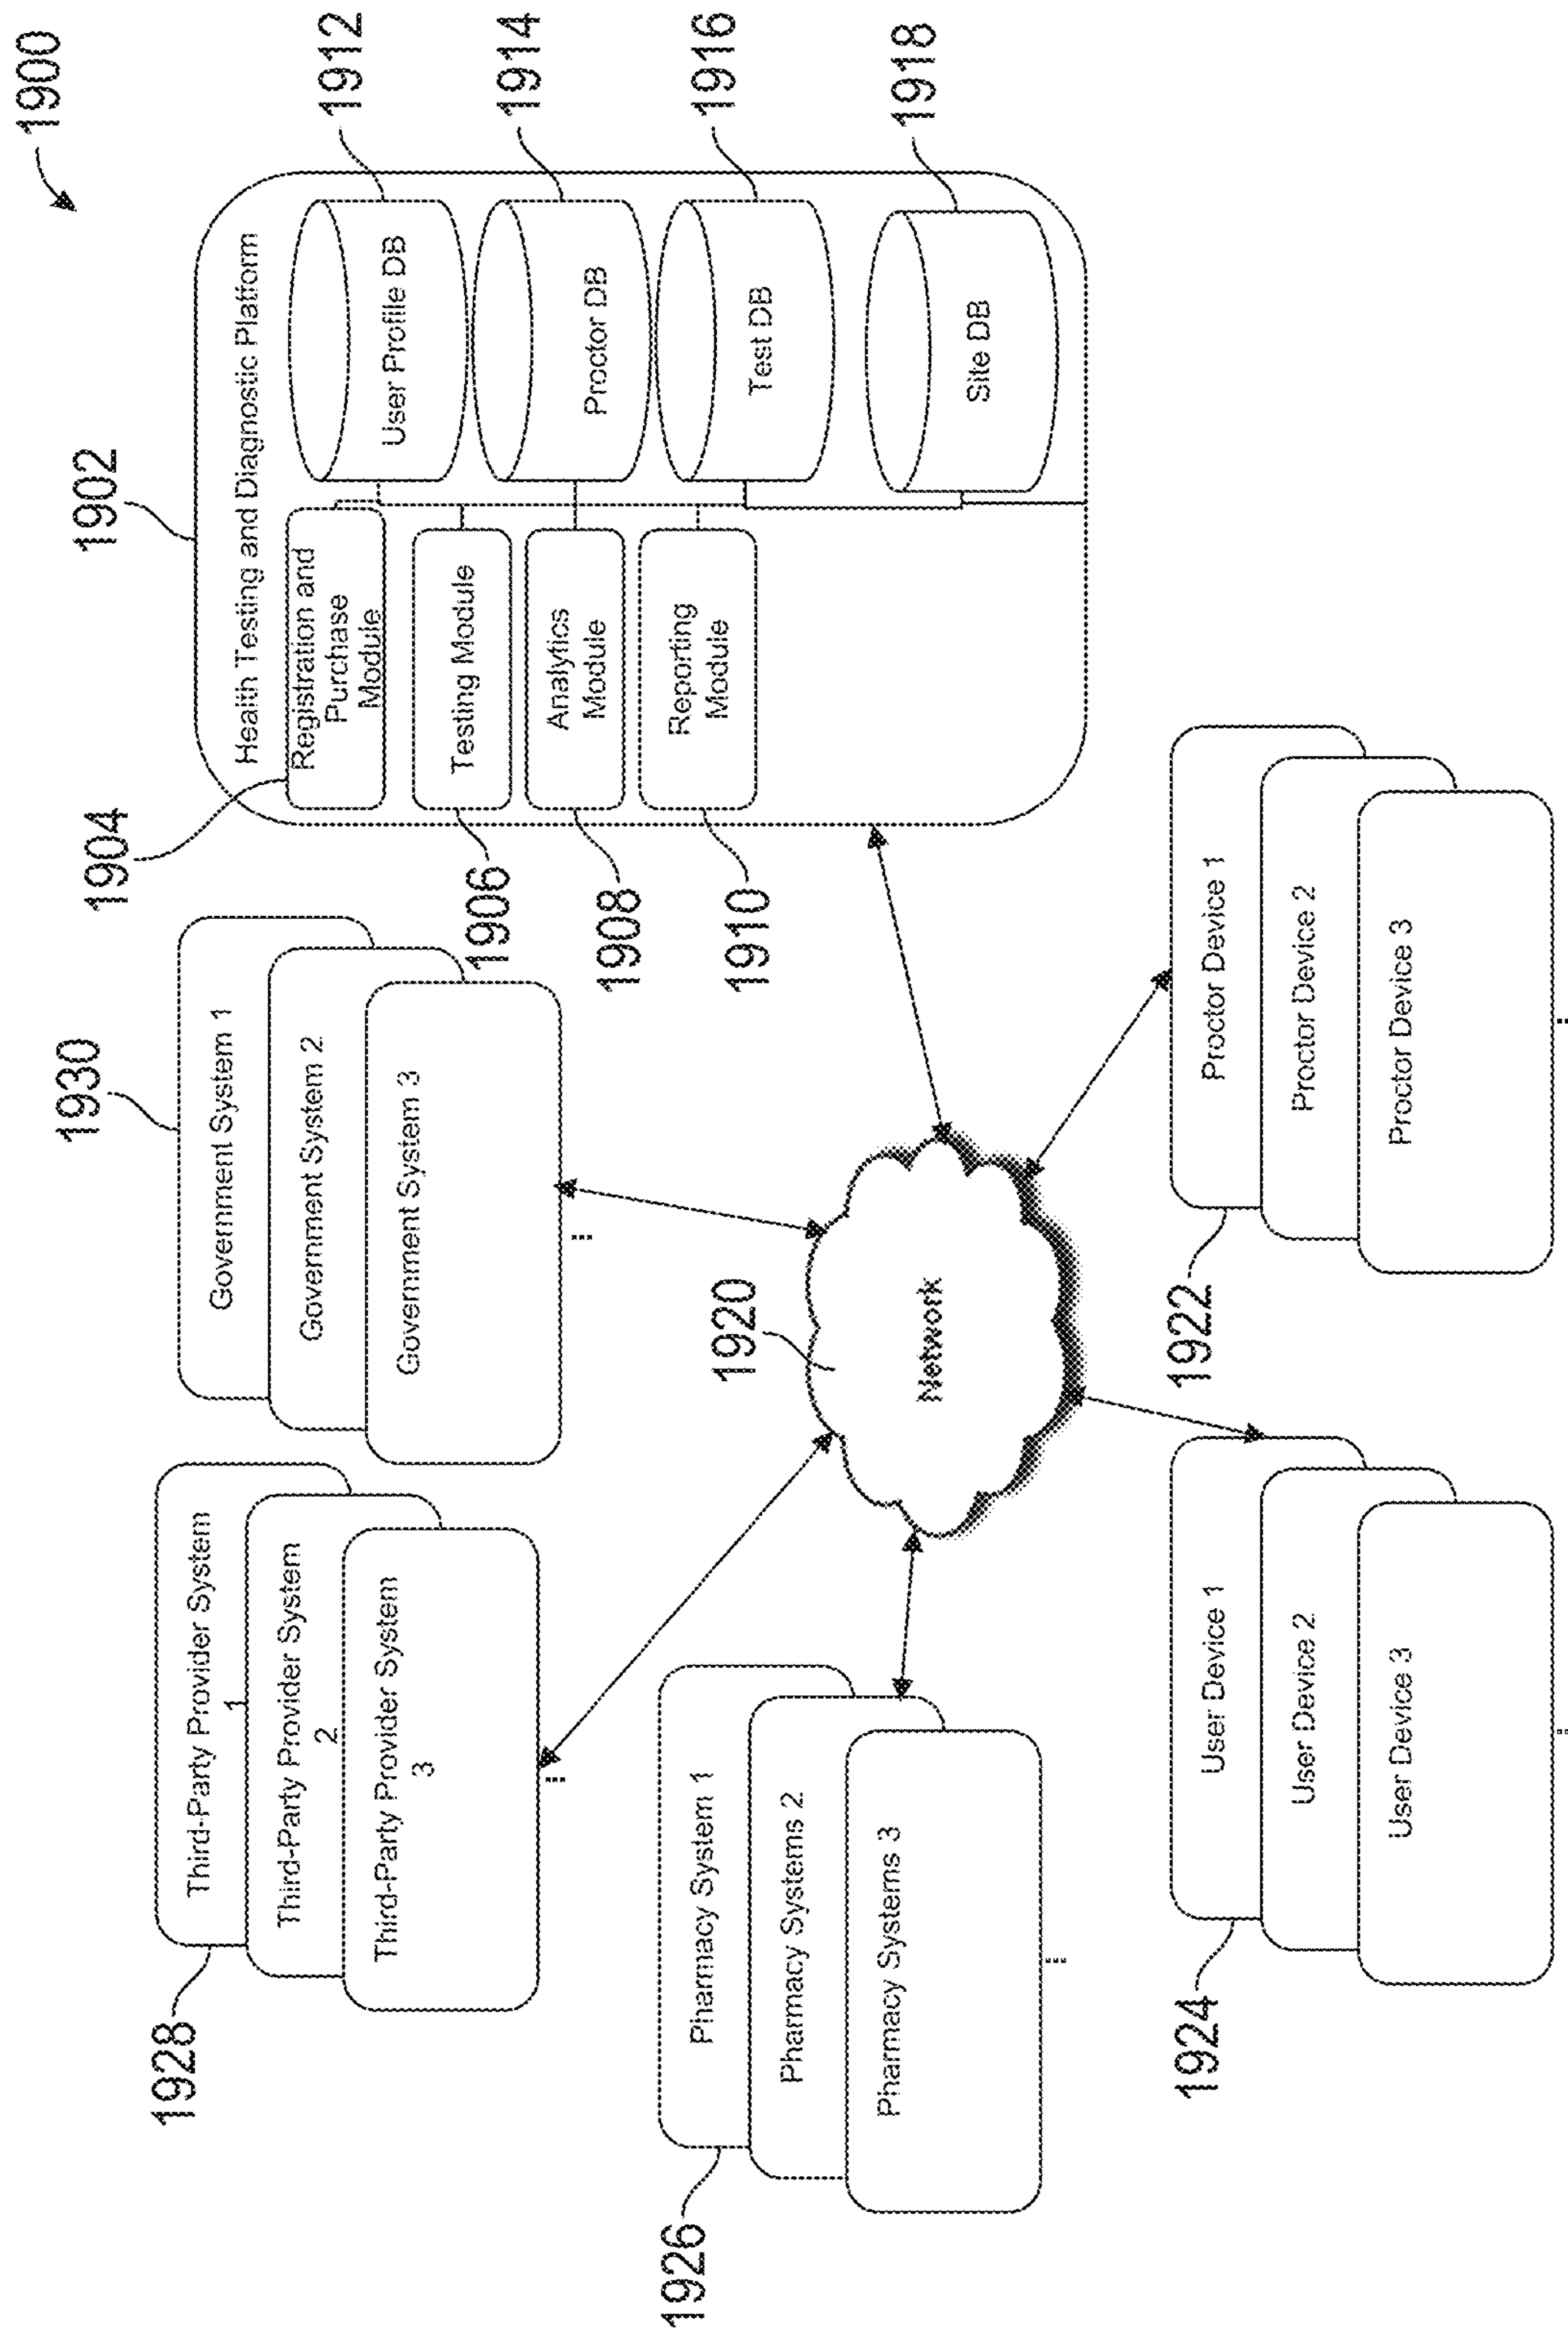 1900
1902
1928
Third-Party Provider System
1
Third-Party Provider System
2
Third-Party Provider System
3
...
1930
Government System 1
Government System 2
Government System 3
...
1904
Health Testing and Diagnostic Platform
Registration and
Purchase
Module
1906
Testing Module
1908
Analytics
Module
1910
Reporting
Module
User Profile DB
1912
Proctor DB
1914
Test DB
1916
Site DB
1918
1926
Pharmacy System 1
Pharmacy Systems 2
Pharmacy Systems 3
...
1920
Network
1924
User Device 1
User Device 2
User Device 3
...
1922
Proctor Device 1
Proctor Device 2
Proctor Device 3
...